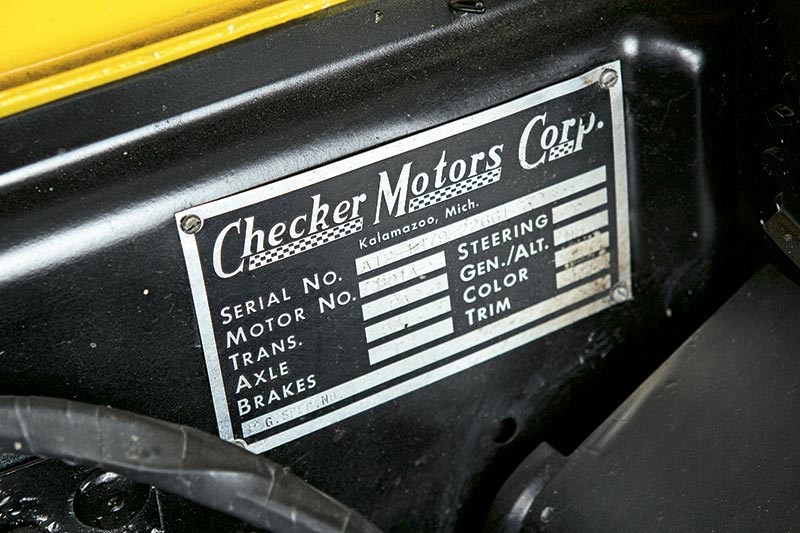 Checker Motors Corp.
Kalamazoo, Mich.
SERIAL NO.
MOTOR NO.
TRANS.
AXLE
BRAKES
STEERING
GEN./ALT.
COLOR
TRIM